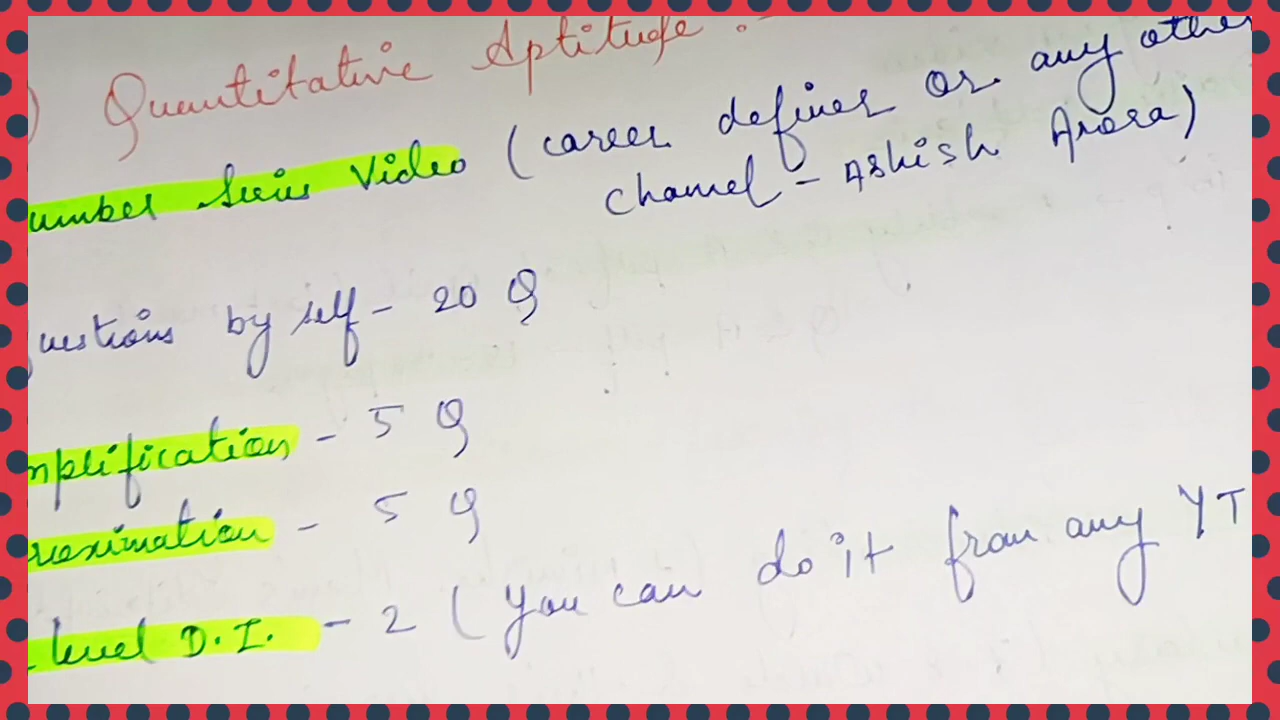 ) Quantitative Aptitude :-
umber Series Video (career definer or any other
channel - Ashish Arora)
uestions by self - 20 Q
mplification - 5 Q
roximation - 5 Q
level D.I. - 2 (You can do it from any YT